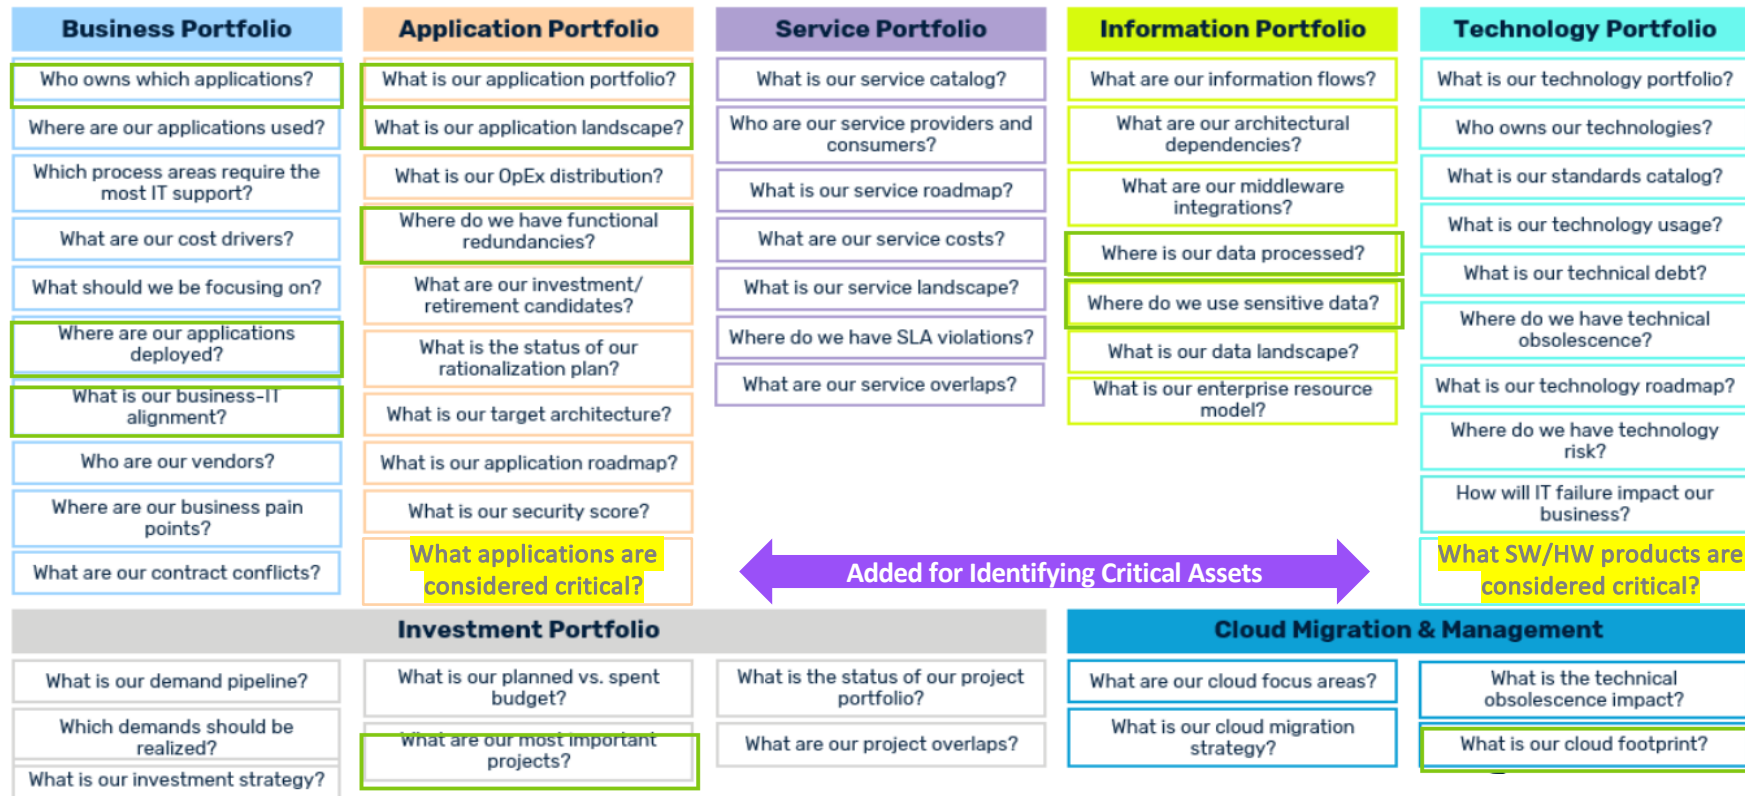 Business Portfolio
Who owns which applications?
Where are our applications used?
Which process areas require the
most IT support?
What are our cost drivers?
What should we be focusing on?
Where are our applications
deployed?
What is our business-IT
alignment?
Who are our vendors?
Where are our business pain
points?
What are our contract conflicts?
Application Portfolio
What is our application portfolio?
What is our application landscape?
What is our OpEx distribution?
Where do we have functional
redundancies?
What are our investment/
retirement candidates?
What is the status of our
rationalization plan?
What is our target architecture?
What is our application roadmap?
What is our security score?
What applications are
considered critical?
Service Portfolio
What is our service catalog?
Who are our service providers and
consumers?
What is our service roadmap?
What are our service costs?
What is our service landscape?
Where do we have SLA violations?
What are our service overlaps?
Added for Identifying Critical Assets
Information Portfolio
What are our information flows?
What are our architectural
dependencies?
What are our middleware
integrations?
Where is our data processed?
Where do we use sensitive data?
What is our data landscape?
What is our enterprise resource
model?
Technology Portfolio
What is our technology portfolio?
Who owns our technologies?
What is our standards catalog?
What is our technology usage?
What is our technical debt?
Where do we have technical
obsolescence?
What is our technology roadmap?
Where do we have technology
risk?
How will IT failure impact our
business?
What SW/HW products are
considered critical?
Investment Portfolio
What is our demand pipeline?
Which demands should be
realized?
What is our investment strategy?
What is our planned vs. spent
budget?
What are our most important
projects?
What is the status of our project
portfolio?
What are our project overlaps?
Cloud Migration & Management
What are our cloud focus areas?
What is our cloud migration
strategy?
What is the technical
obsolescence impact?
What is our cloud footprint?